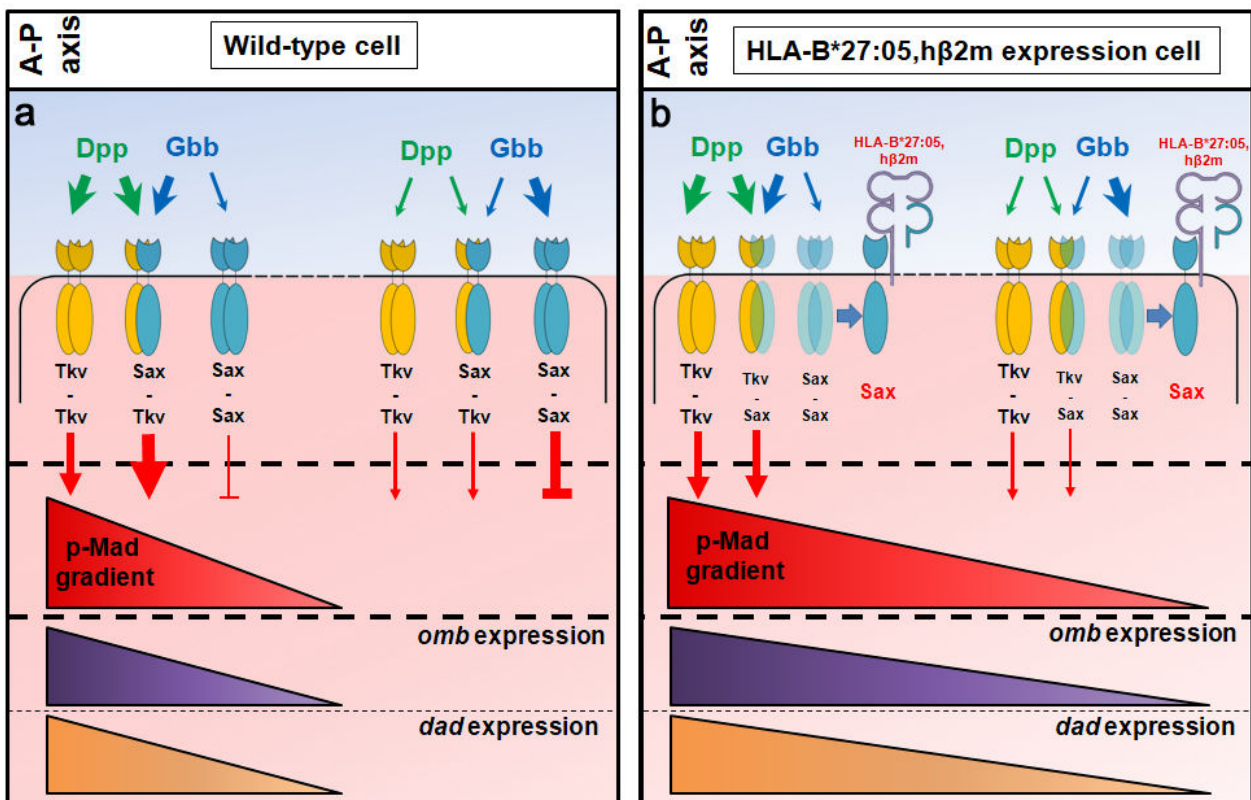 A-P
axis
Wild-type cell
a
Dpp
Gbb
Dpp
Gbb
Tkv
-
Tkv
Sax
-
Tkv
Sax
-
Sax
Tkv
-
Tkv
Sax
-
Tkv
Sax
-
Sax
p-Mad
gradient
omb expression
dad expression
A-P
axis
HLA-B*27:05,hβ2m expression cell
b
Dpp
Gbb
HLA-B*27:05,
hβ2m
Dpp
Gbb
HLA-B*27:05,
hβ2m
Tkv
-
Tkv
Tkv
-
Sax
Sax
-
Sax
Sax
Tkv
-
Tkv
Tkv
-
Sax
Sax
-
Sax
Sax
p-Mad
gradient
omb expression
dad expression